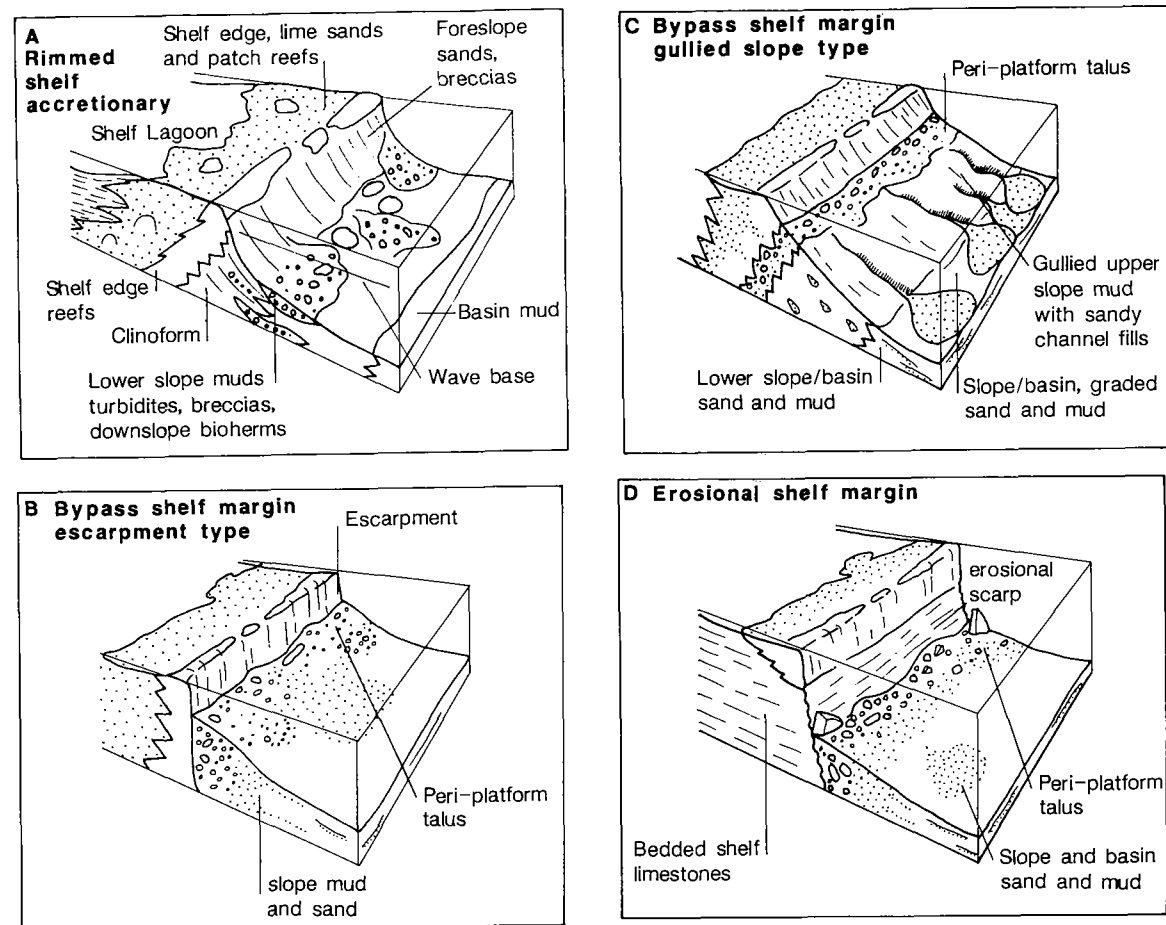 A
Rimmed
shelf
accretionary
Shelf edge, lime sands
and patch reefs
Foreslope
sands,
breccias
Shelf Lagoon
Shelf edge
reefs
Clinoform
Lower slope muds
turbidites, breccias,
downslope bioherms
Wave base
Basin mud
B Bypass shelf margin
escarpment type
Escarpment
Peri-platform
talus
slope mud
and sand
C Bypass shelf margin
gullied slope type
Peri-platform talus
Gullied upper
slope mud
with sandy
channel fills
Lower slope/basin
sand and mud
Slope/basin, graded
sand and mud
D Erosional shelf margin
erosional
scarp
Peri-platform
talus
Bedded shelf
limestones
Slope and basin
sand and mud